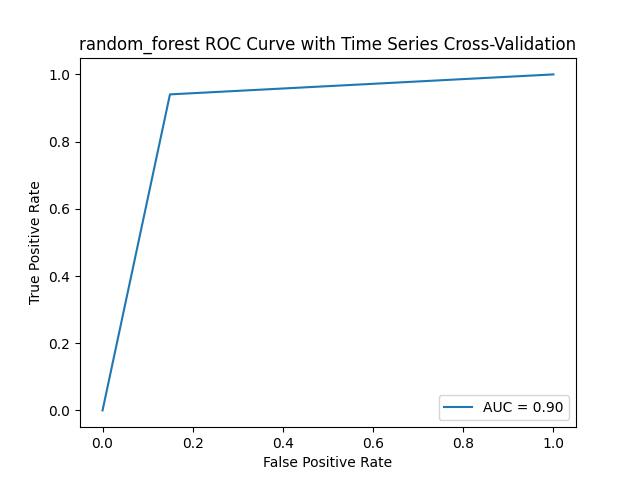 random_forest ROC Curve with Time Series Cross-Validation
True Positive Rate
1.0
0.8
0.6
0.4
0.2
0.0
AUC = 0.90
0.0 0.2 0.4 0.6 0.8 1.0
False Positive Rate